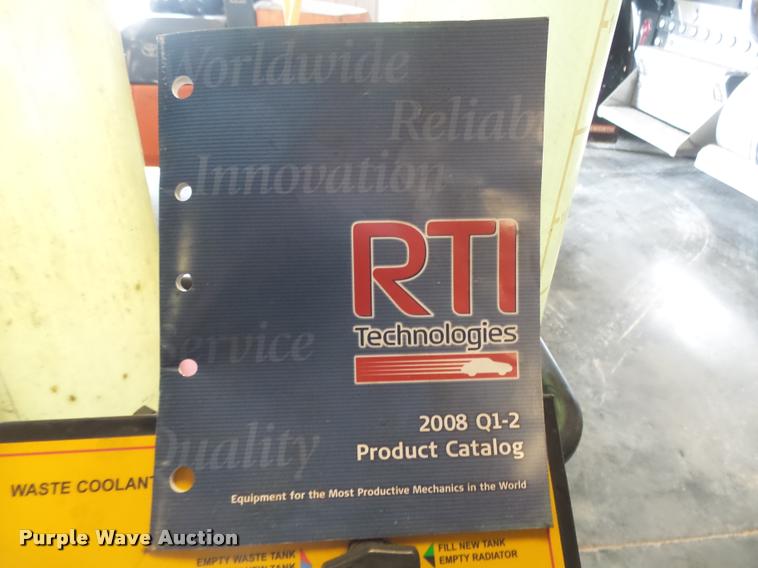 Worldwide
Reliab
Innovation
RTI
Technologies
Service
Quality
2008 Q1-2
Product Catalog
Equipment for the Most Productive Mechanics in the World
WASTE COOLANT
EMPTY WASTE TANK
TANK
FILL NEW TANK
EMPTY RADIATOR
Purple Wave Auction